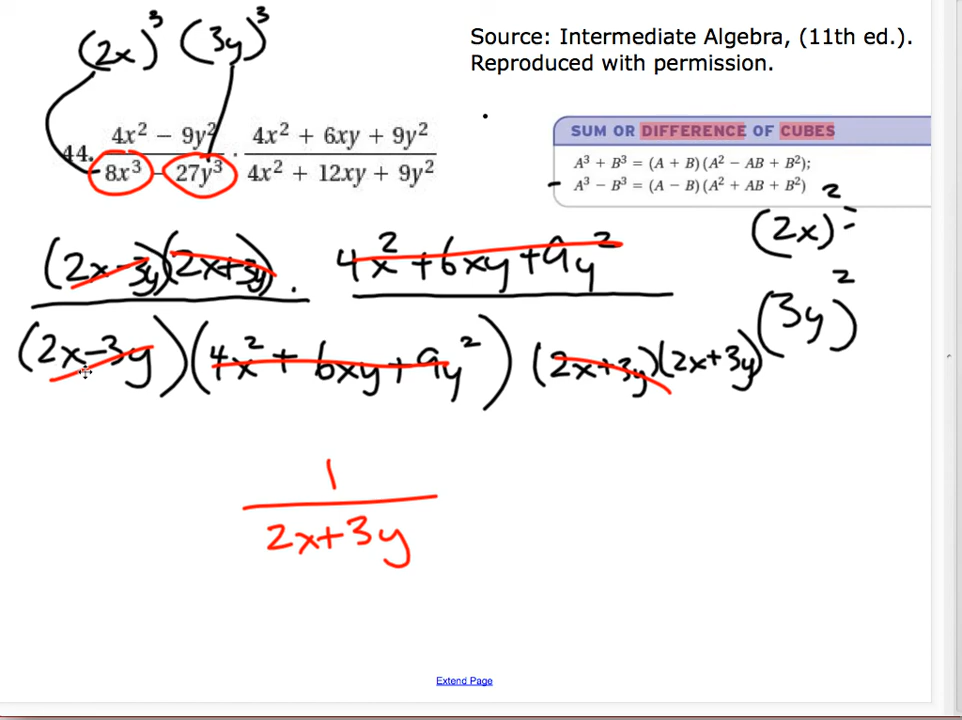 (2x)³ (3y)³
Source: Intermediate Algebra, (11th ed.).
Reproduced with permission.
44. (4x² − 9y²)/(8x³ − 27y³) · (4x² + 6xy + 9y²)/(4x² + 12xy + 9y²)
SUM OR DIFFERENCE OF CUBES
A³ + B³ = (A + B)(A² − AB + B²);
A³ − B³ = (A − B)(A² + AB + B²)
(2x)² =
(3y)²
(2x−3y)(2x+3y) · 4x²+6xy+9y²
(2x−3y)(4x²+6xy+9y²) (2x+3y)(2x+3y)
1
2x+3y
Extend Page